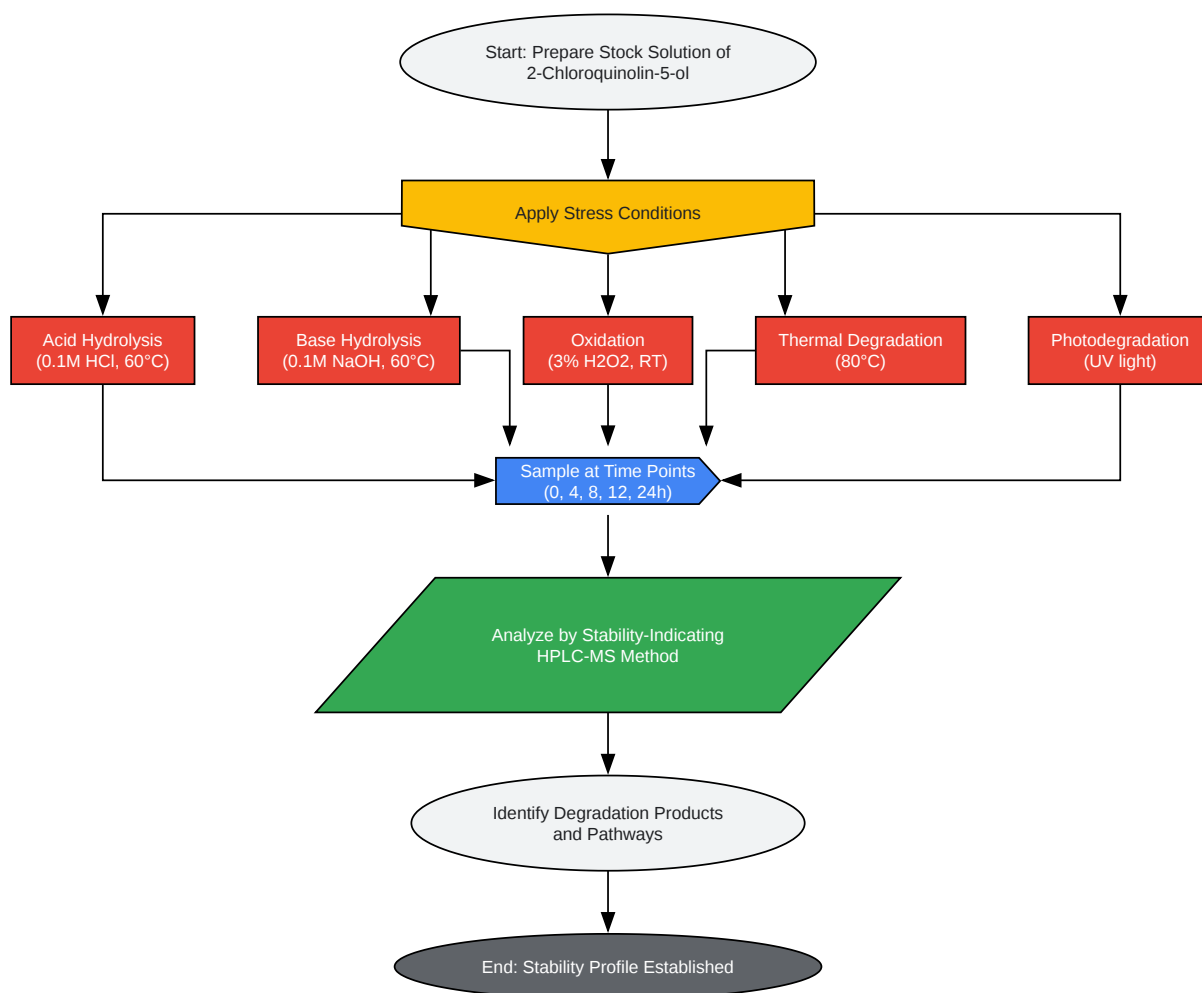 Start: Prepare Stock Solution of
2-Chloroquinolin-5-ol
Apply Stress Conditions
Acid Hydrolysis
(0.1M HCl, 60°C)
Base Hydrolysis
(0.1M NaOH, 60°C)
Oxidation
(3% H2O2, RT)
Thermal Degradation
(80°C)
Photodegradation
(UV light)
Sample at Time Points
(0, 4, 8, 12, 24h)
Analyze by Stability-Indicating
HPLC-MS Method
Identify Degradation Products
and Pathways
End: Stability Profile Established